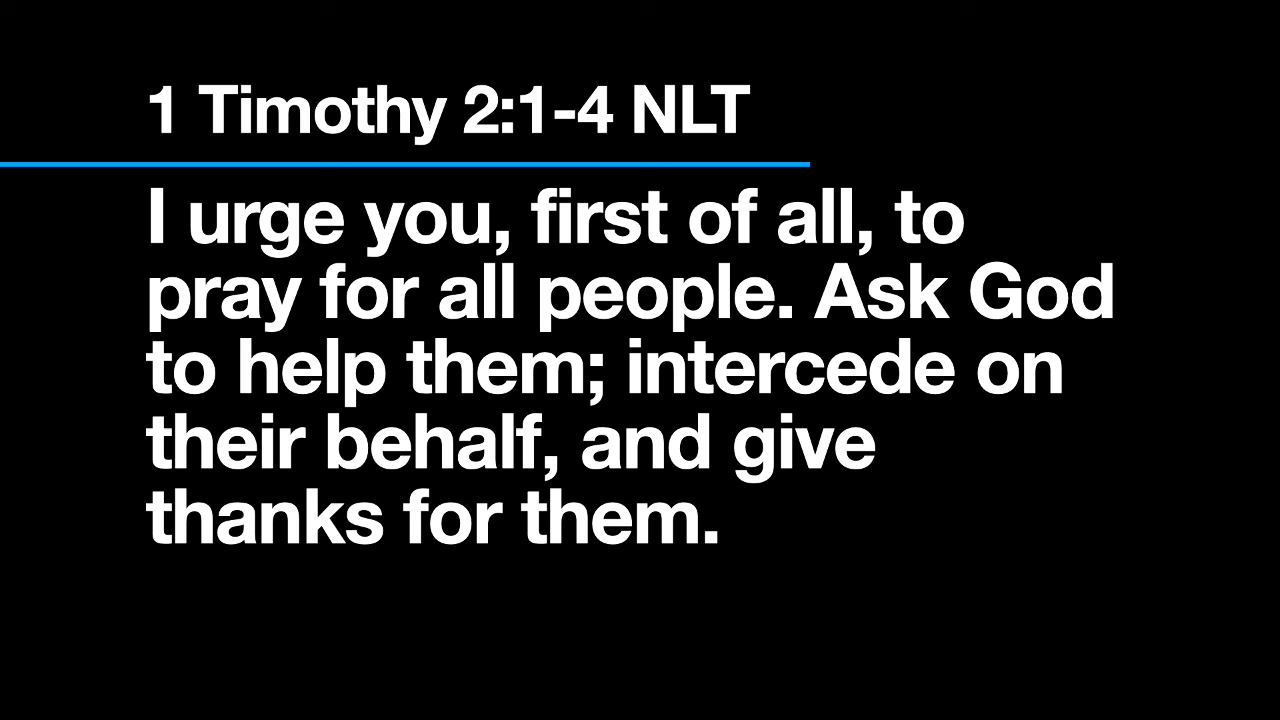 1 Timothy 2:1-4 NLT
I urge you, first of all, to
pray for all people. Ask God
to help them; intercede on
their behalf, and give
thanks for them.